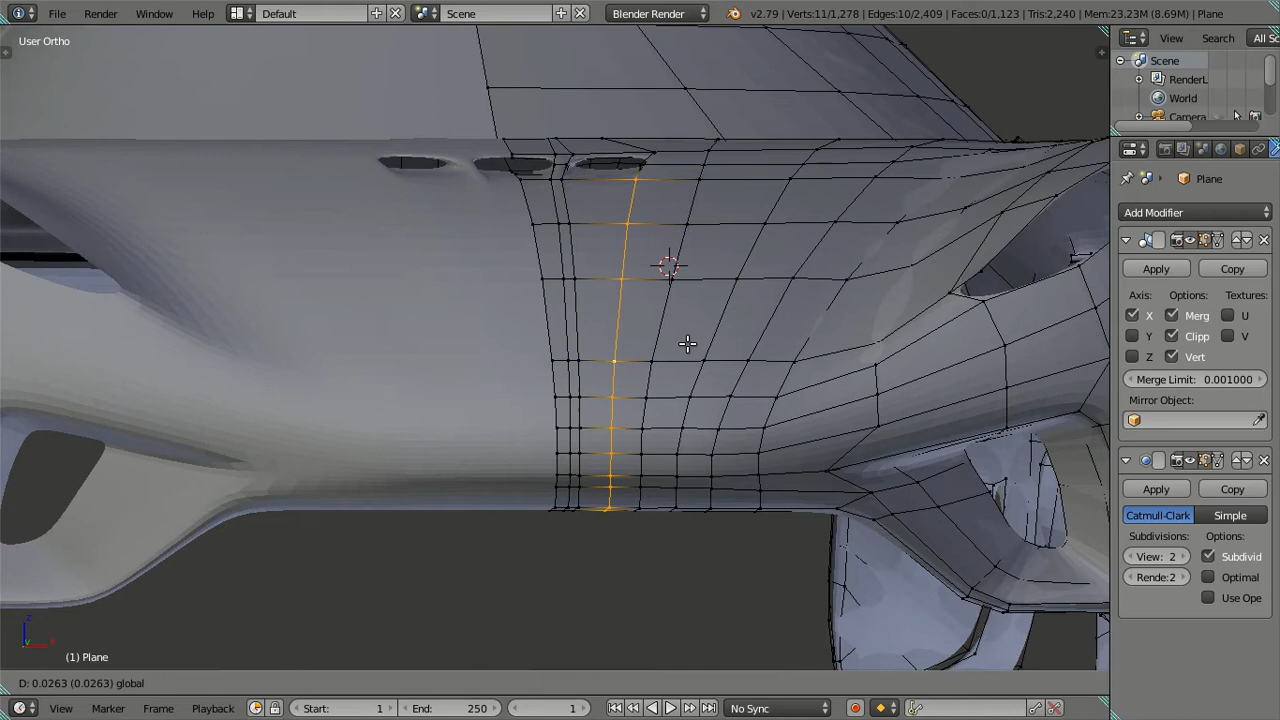 File Render Window Help Default Scene Blender Render v2.79 | Verts:11/1,278 | Edges:10/2,409 | Faces:0/1,123 | Tris:2,240 | Mem:23.23M (8.69M) | Plane
User Ortho
View Search All Sc
Scene
RenderL
World
Camera
Plane
Add Modifier
Apply Copy
Axis: Options: Textures:
X Merg U
Y Clipp V
Z Vert
Merge Limit: 0.001000
Mirror Object:
Apply Copy
Catmull-Clark Simple
Subdivisions: Options:
View: 2 Subdivid
Rende:2 Optimal
Use Ope
z
x
(1) Plane
D: 0.0263 (0.0263) global
View Marker Frame Playback Start: 1 End: 250 1 No Sync